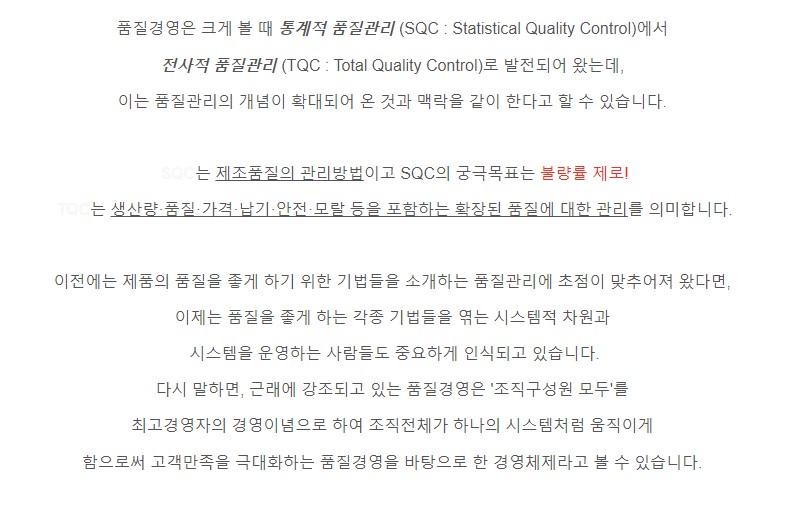 품질경영은 크게 볼 때 통계적 품질관리 (SQC : Statistical Quality Control)에서
전사적 품질관리 (TQC : Total Quality Control)로 발전되어 왔는데,
이는 품질관리의 개념이 확대되어 온 것과 맥락을 같이 한다고 할 수 있습니다.
SQC는 제조품질의 관리방법이고 SQC의 궁극목표는 불량률 제로!
TQC는 생산량·품질·가격·납기·안전·모랄 등을 포함하는 확장된 품질에 대한 관리를 의미합니다.
이전에는 제품의 품질을 좋게 하기 위한 기법들을 소개하는 품질관리에 초점이 맞추어져 왔다면,
이제는 품질을 좋게 하는 각종 기법들을 엮는 시스템적 차원과
시스템을 운영하는 사람들도 중요하게 인식되고 있습니다.
다시 말하면, 근래에 강조되고 있는 품질경영은 '조직구성원 모두'를
최고경영자의 경영이념으로 하여 조직전체가 하나의 시스템처럼 움직이게
함으로써 고객만족을 극대화하는 품질경영을 바탕으로 한 경영체제라고 볼 수 있습니다.